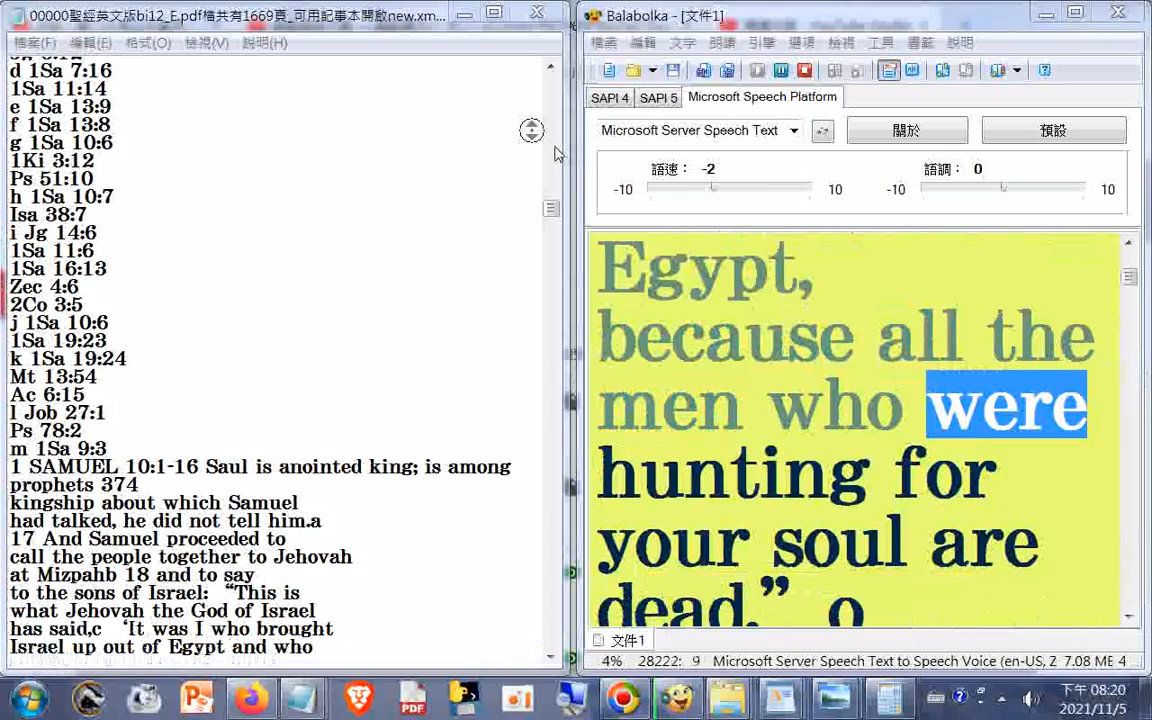 00000聖經英文版bi12_E.pdf檔共有1669頁_可用記事本開啟new.xm...
檔案(F) 編輯(E) 格式(O) 檢視(V) 說明(H)
d 1Sa 7:16
1Sa 11:14
e 1Sa 13:9
f 1Sa 13:8
g 1Sa 10:6
1Ki 3:12
Ps 51:10
h 1Sa 10:7
Isa 38:7
i Jg 14:6
1Sa 11:6
1Sa 16:13
Zec 4:6
2Co 3:5
j 1Sa 10:6
1Sa 19:23
k 1Sa 19:24
Mt 13:54
Ac 6:15
l Job 27:1
Ps 78:2
m 1Sa 9:3
1 SAMUEL 10:1-16 Saul is anointed king; is among
prophets 374
kingship about which Samuel
had talked, he did not tell him.a
17 And Samuel proceeded to
call the people together to Jehovah
at Mizpahb 18 and to say
to the sons of Israel: “This is
what Jehovah the God of Israel
has said,c ‘It was I who brought
Israel up out of Egypt and who
Balabolka - [文件1]
檔案 編輯 文字 朗讀 引擎 選項 檢視 工具 書籤 說明
SAPI 4 SAPI 5 Microsoft Speech Platform
Microsoft Server Speech Text 關於 預設
語速： -2 語調： 0
-10 10 -10 10
Egypt,
because all the
men who were
hunting for
your soul are
dead.” o
文件1
4% 28222: 9 Microsoft Server Speech Text to Speech Voice (en-US, 2 7.08 ME 4
PDF
下午 08:20
2021/11/5